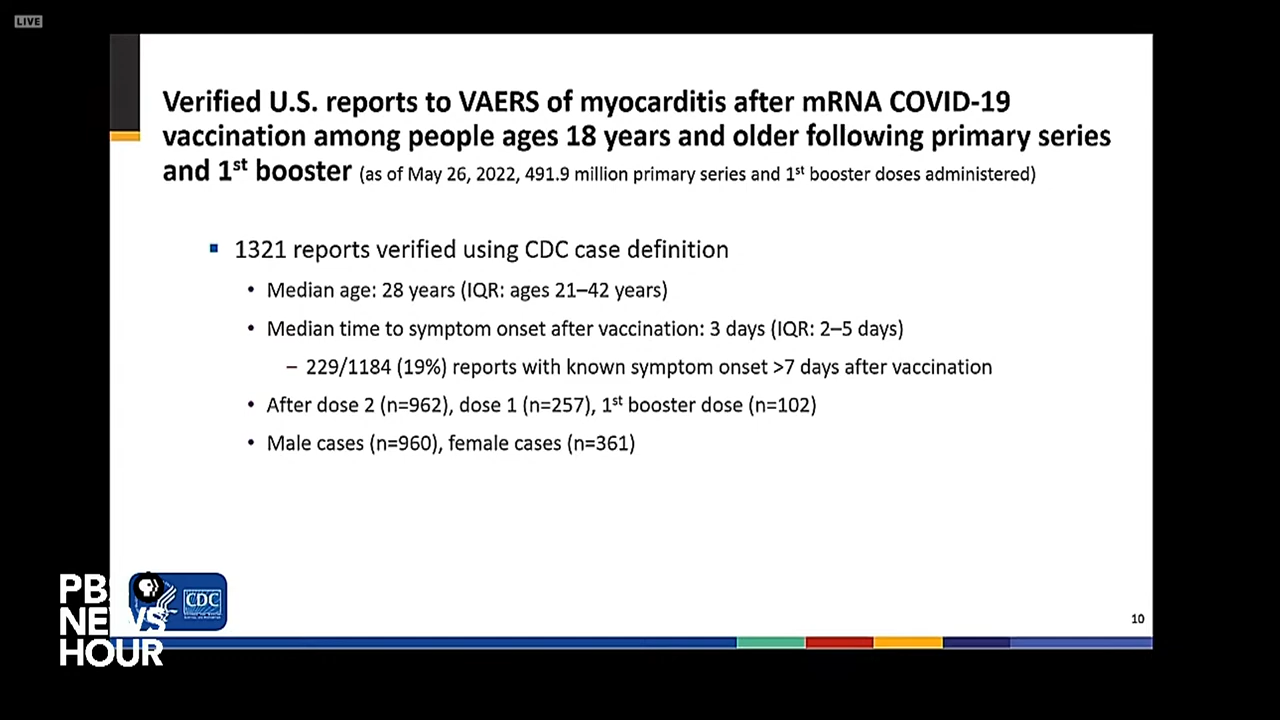 LIVE
Verified U.S. reports to VAERS of myocarditis after mRNA COVID-19
vaccination among people ages 18 years and older following primary series
and 1st booster (as of May 26, 2022, 491.9 million primary series and 1st booster doses administered)
▪ 1321 reports verified using CDC case definition
• Median age: 28 years (IQR: ages 21–42 years)
• Median time to symptom onset after vaccination: 3 days (IQR: 2–5 days)
– 229/1184 (19%) reports with known symptom onset >7 days after vaccination
• After dose 2 (n=962), dose 1 (n=257), 1st booster dose (n=102)
• Male cases (n=960), female cases (n=361)
CDC
PBS
NEWS
HOUR
10